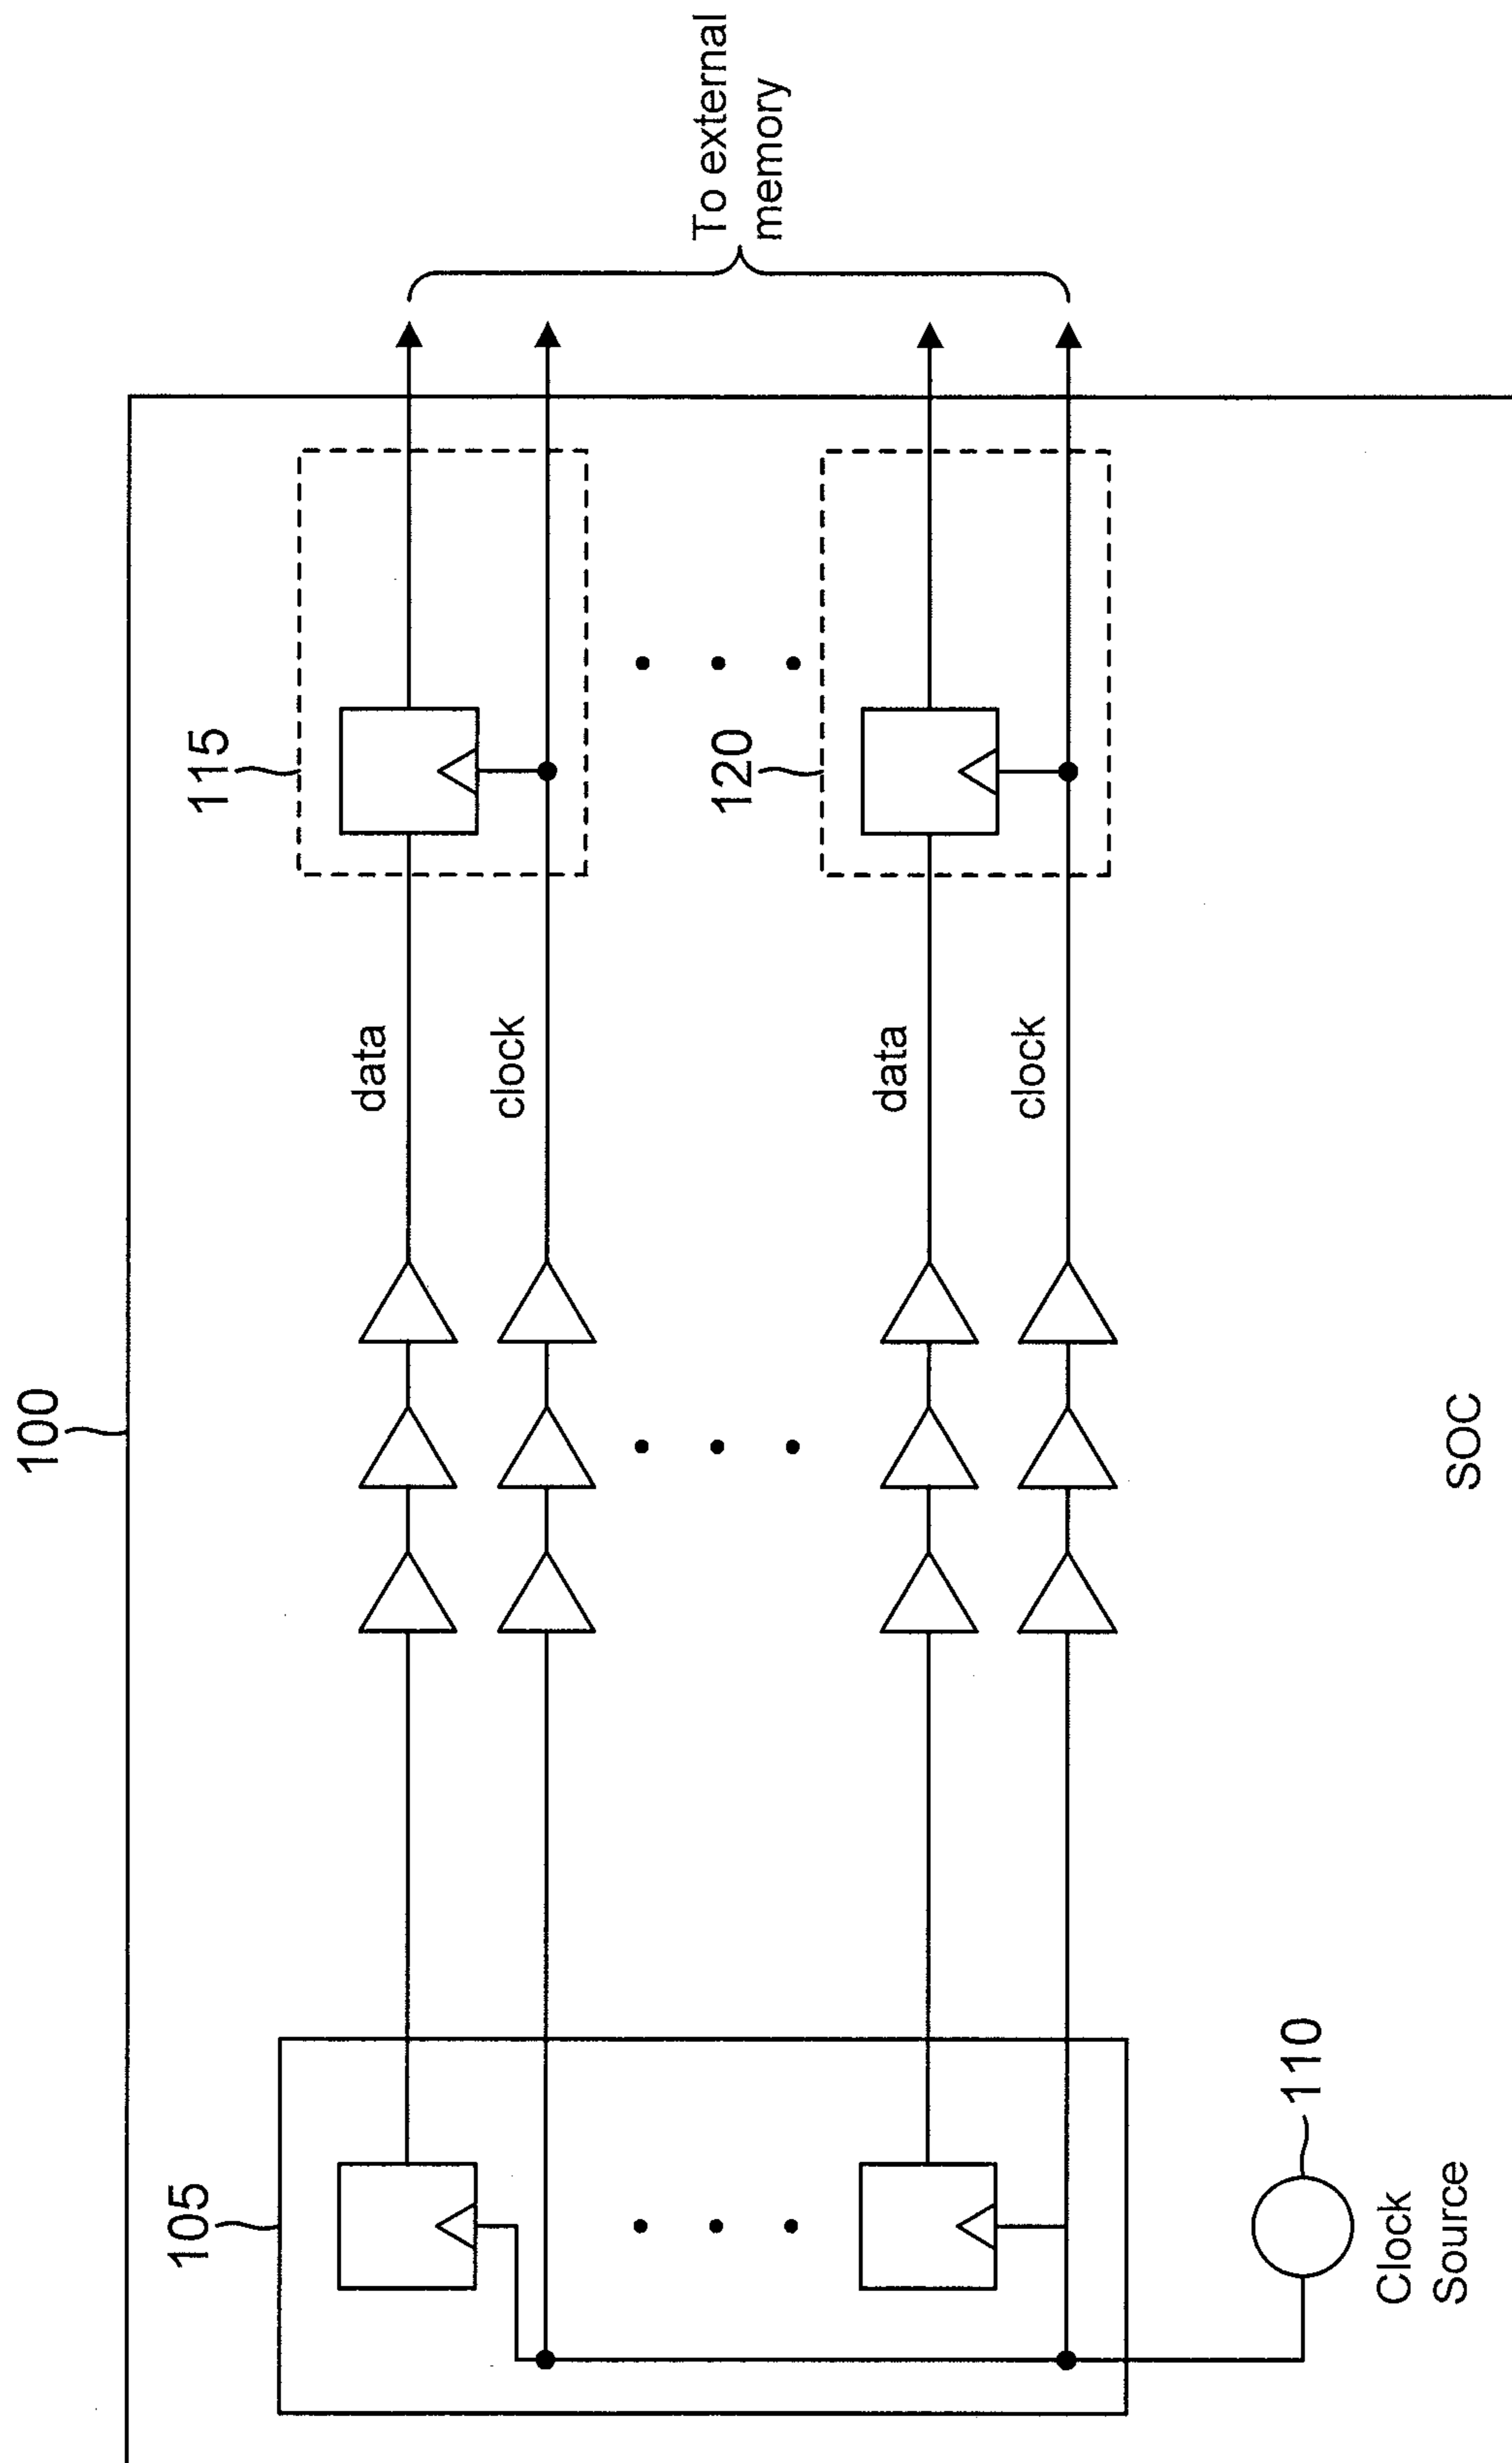 100
115
To external
memory
data
clock
120
data
clock
105
110
Clock
Source
SOC